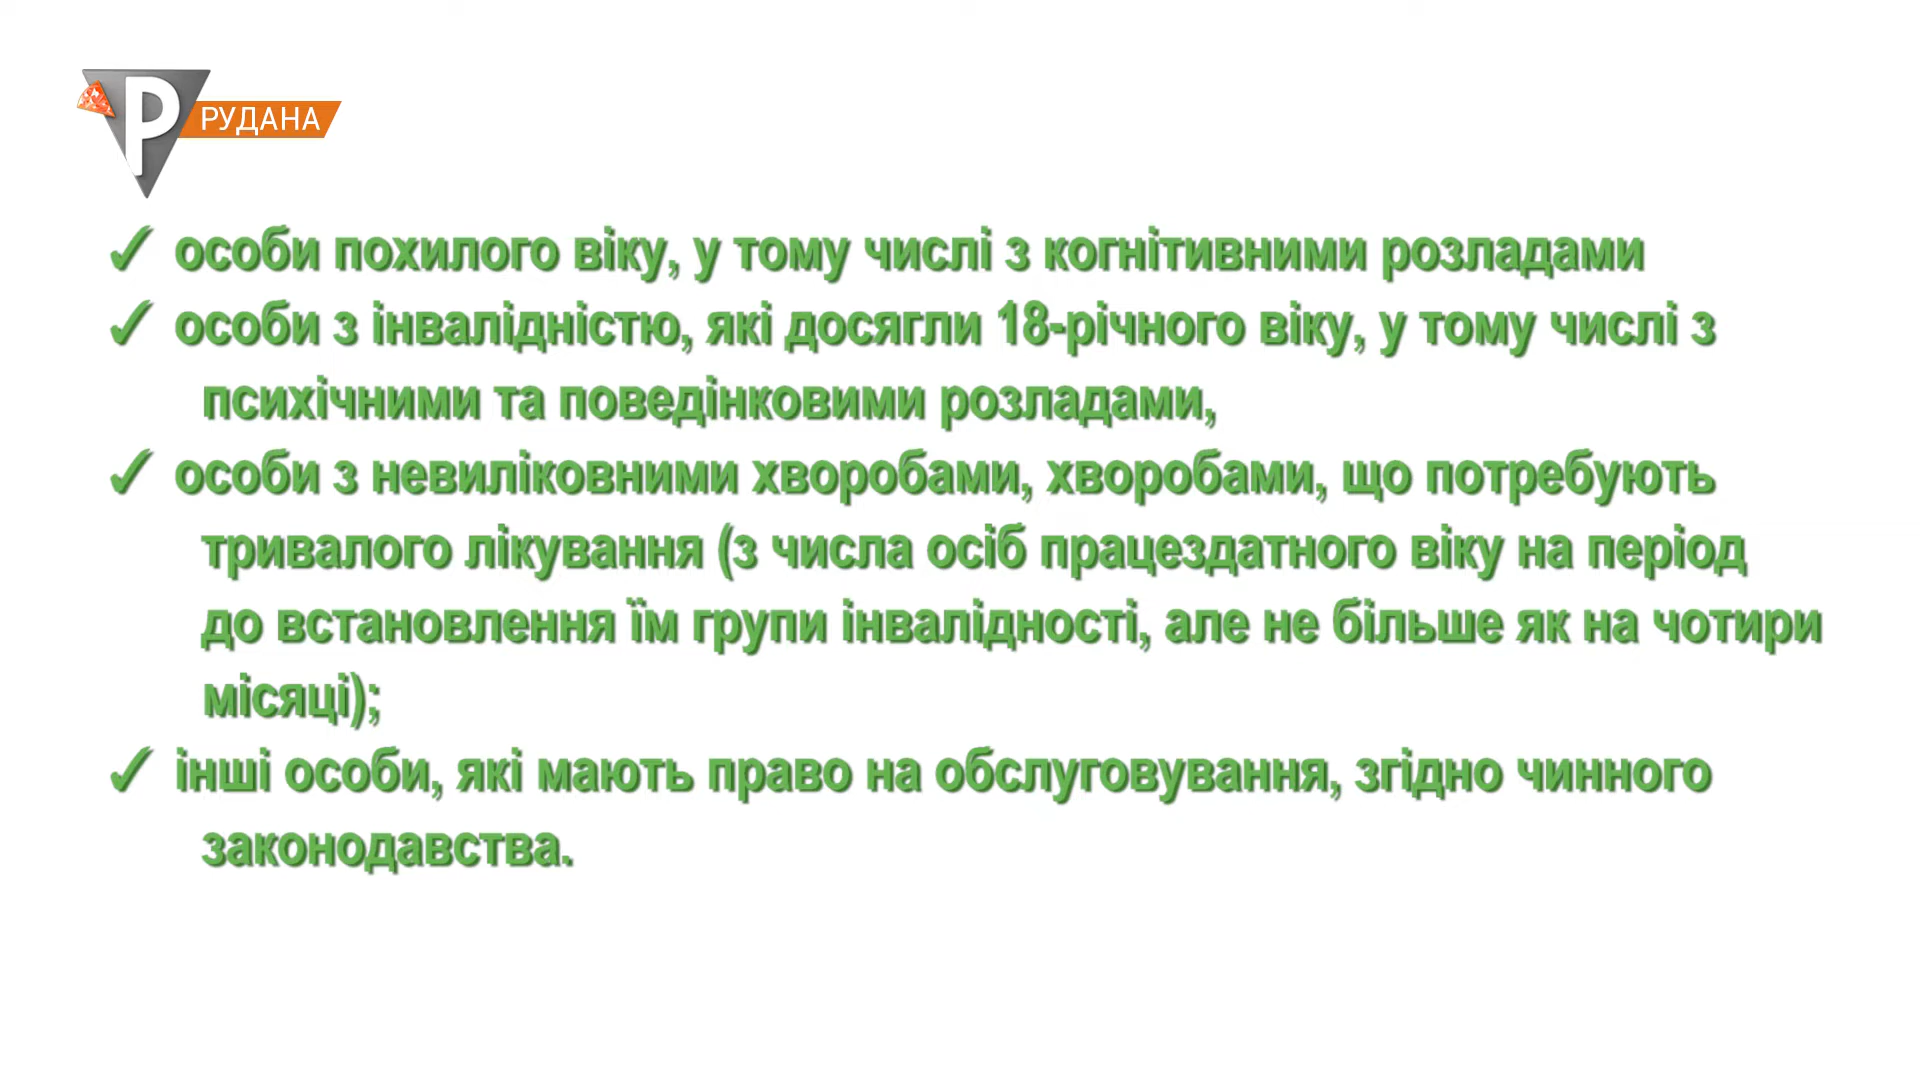 Р РУДАНА
✓ особи похилого віку, у тому числі з когнітивними розладами
✓ особи з інвалідністю, які досягли 18-річного віку, у тому числі з
психічними та поведінковими розладами,
✓ особи з невиліковними хворобами, хворобами, що потребують
тривалого лікування (з числа осіб працездатного віку на період
до встановлення їм групи інвалідності, але не більше як на чотири
місяці);
✓ інші особи, які мають право на обслуговування, згідно чинного
законодавства.